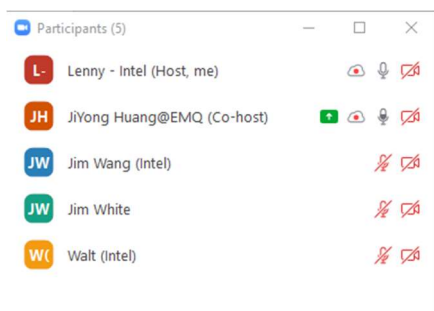 Participants (5)
L- Lenny - Intel (Host, me)
JH JiYong Huang@EMQ (Co-host)
JW Jim Wang (Intel)
JW Jim White
W( Walt (Intel)